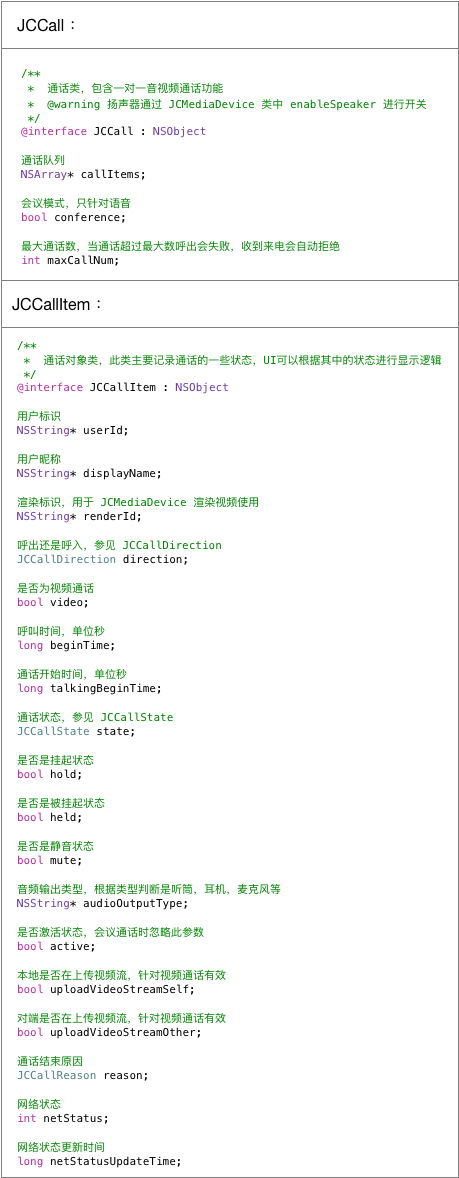 JCCall：
/**
 *  通话类，包含一对一音视频通话功能
 *  @warning 扬声器通过 JCMediaDevice 类中 enableSpeaker 进行开关
 */
@interface JCCall : NSObject
通话队列
NSArray* callItems;
会议模式，只针对语音
bool conference;
最大通话数，当通话超过最大数呼出会失败，收到来电会自动拒绝
int maxCallNum;
JCCallItem：
/**
 *  通话对象类，此类主要记录通话的一些状态，UI可以根据其中的状态进行显示逻辑
 */
@interface JCCallItem : NSObject
用户标识
NSString* userId;
用户昵称
NSString* displayName;
渲染标识，用于 JCMediaDevice 渲染视频使用
NSString* renderId;
呼出还是呼入，参见 JCCallDirection
JCCallDirection direction;
是否为视频通话
bool video;
呼叫时间，单位秒
long beginTime;
通话开始时间，单位秒
long talkingBeginTime;
通话状态，参见 JCCallState
JCCallState state;
是否是挂起状态
bool hold;
是否是被挂起状态
bool held;
是否是静音状态
bool mute;
音频输出类型，根据类型判断是听筒，耳机，麦克风等
NSString* audioOutputType;
是否激活状态，会议通话时忽略此参数
bool active;
本地是否在上传视频流，针对视频通话有效
bool uploadVideoStreamSelf;
对端是否在上传视频流，针对视频通话有效
bool uploadVideoStreamOther;
通话结束原因
JCCallReason reason;
网络状态
int netStatus;
网络状态更新时间
long netStatusUpdateTime;